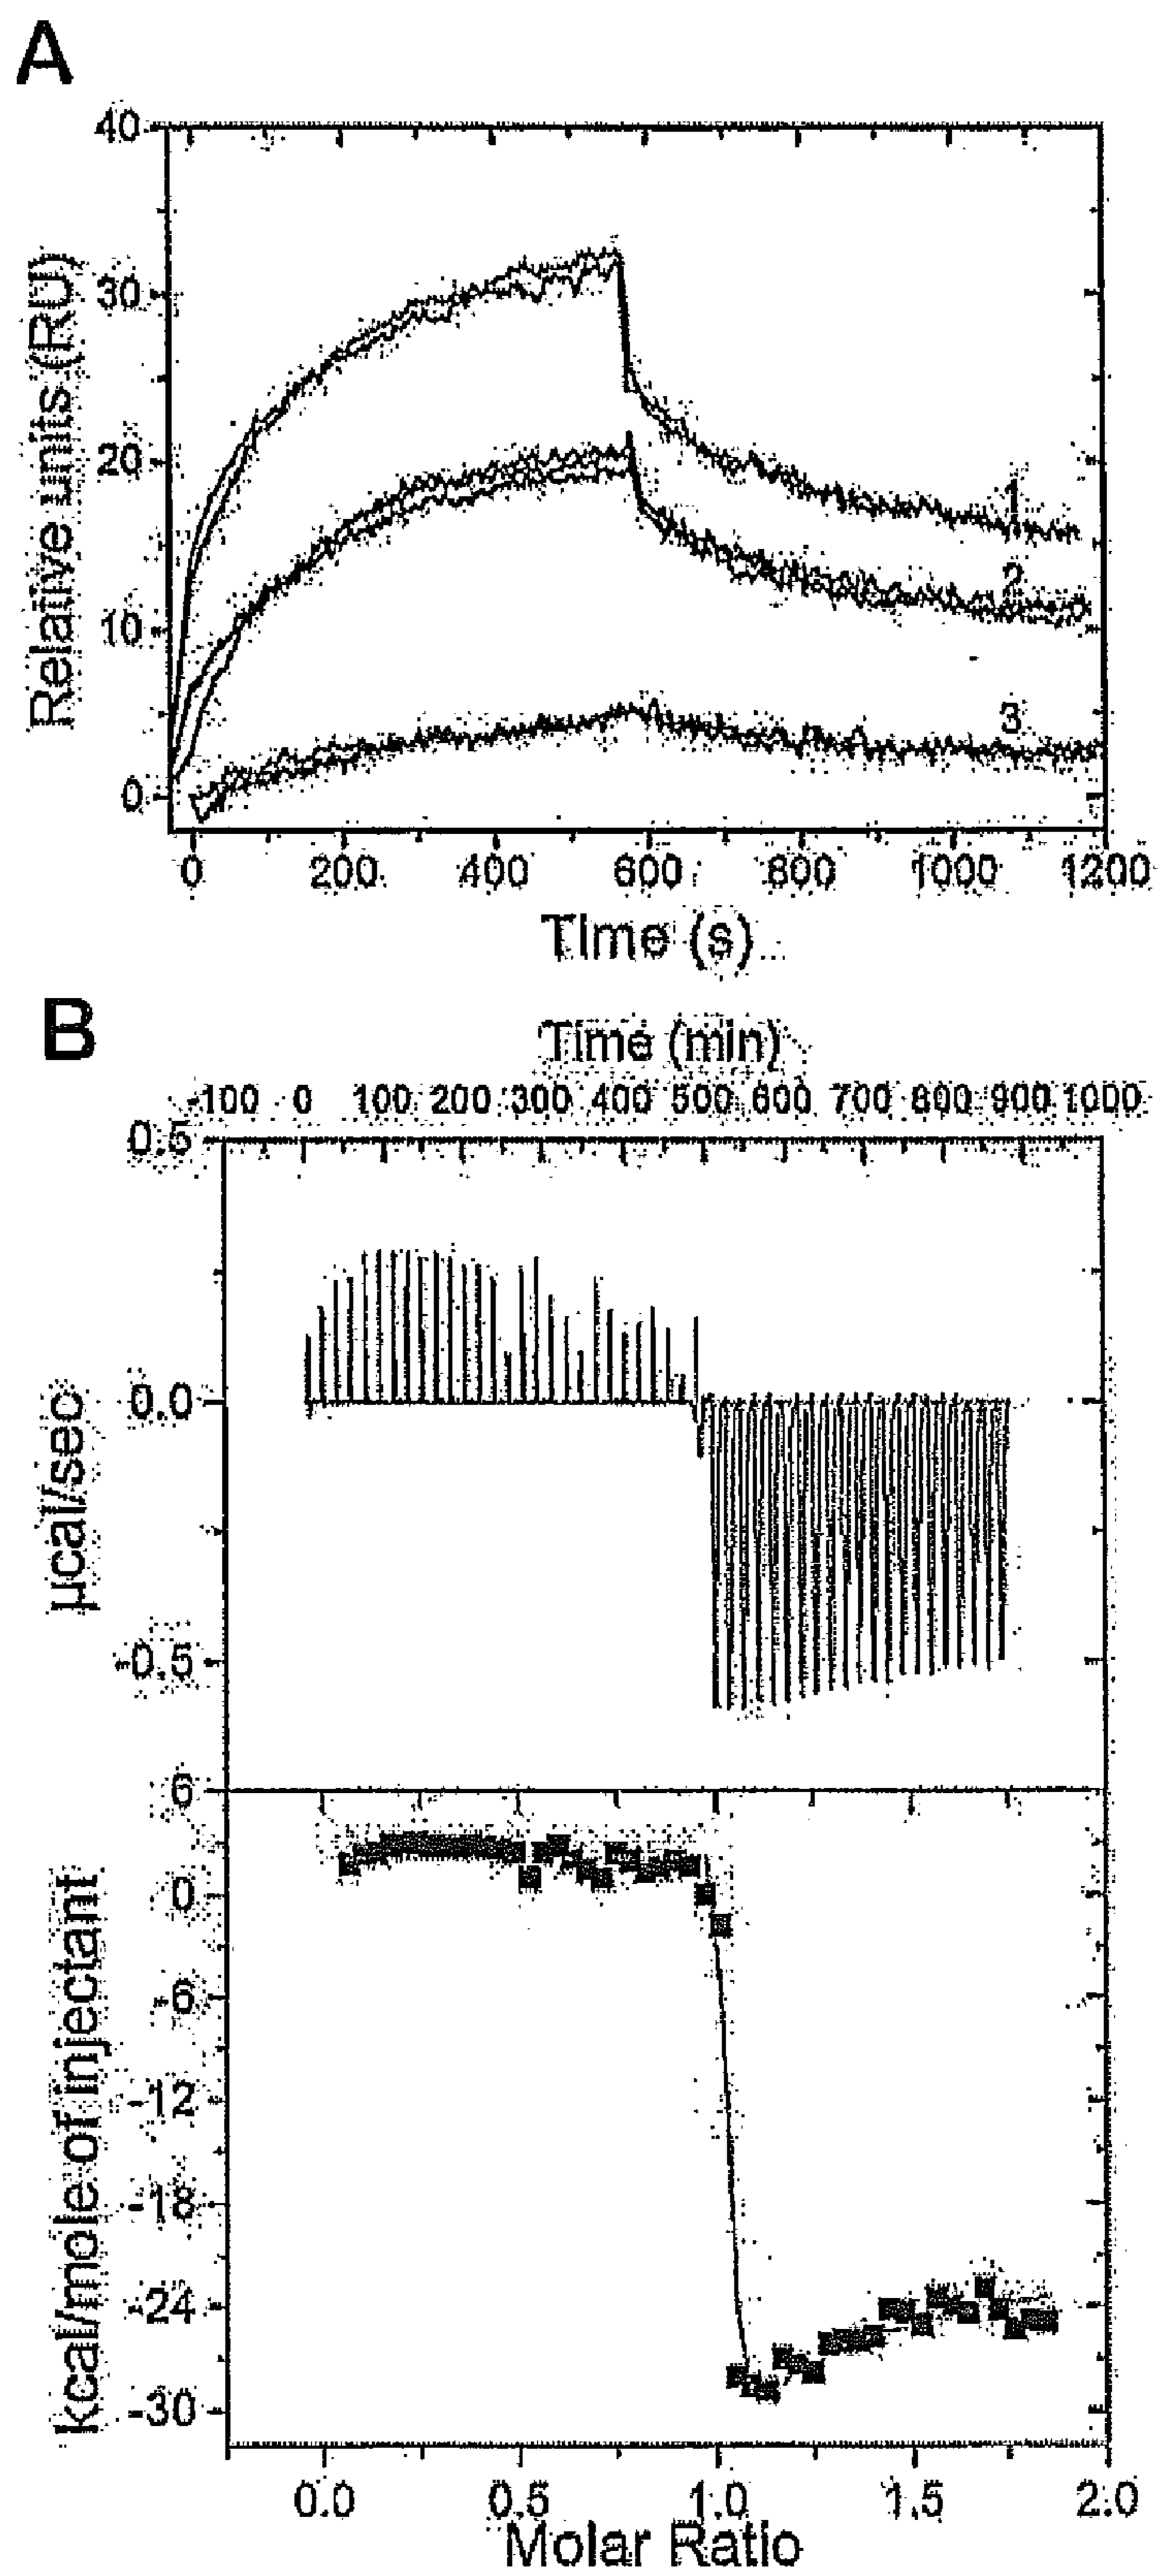 A
40
30
20
10
0
Relative units (RU)
1
2
3
0 200 400 600 800 1000 1200
Time (s)
B
Time (min)
-100 0 100 200 300 400 500 600 700 800 900 1000
0.5
0.0
-0.5
µcal/sec
6
0
-6
-12
-18
-24
-30
kcal/mole of injectant
0.0 0.5 1.0 1.5 2.0
Molar Ratio